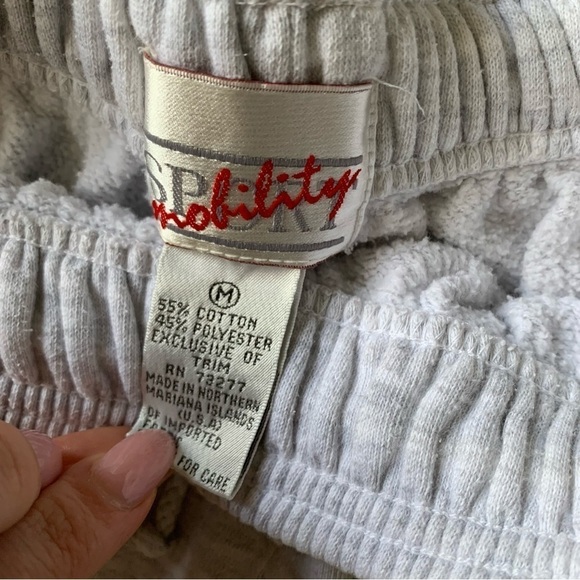 SPORT
mobility
M
55% COTTON
45% POLYESTER
EXCLUSIVE OF
TRIM
RN 73277
MADE IN NORTHERN
MARIANA ISLANDS
(U.S.A)
OF IMPORTED
FOR CARE